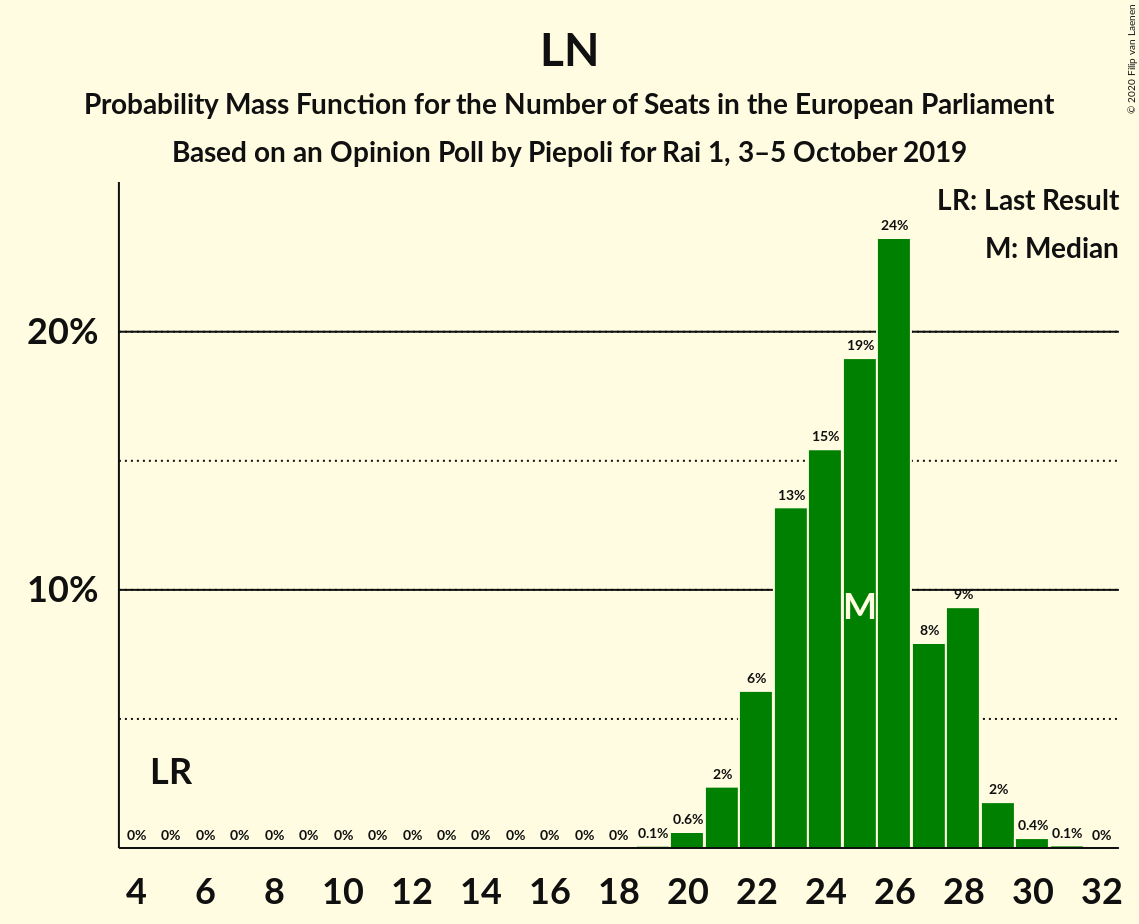 LN
Probability Mass Function for the Number of Seats in the European Parliament
Based on an Opinion Poll by Piepoli for Rai 1, 3–5 October 2019
© 2020 Filip van Laenen
LR: Last Result
M: Median
24%
20%
19%
15%
13%
10%
M
9%
8%
6%
LR
2%
2%
0% 0% 0% 0% 0% 0% 0% 0% 0% 0% 0% 0% 0% 0% 0% 0.1% 0.6% 0.4% 0.1% 0%
4 6 8 10 12 14 16 18 20 22 24 26 28 30 32